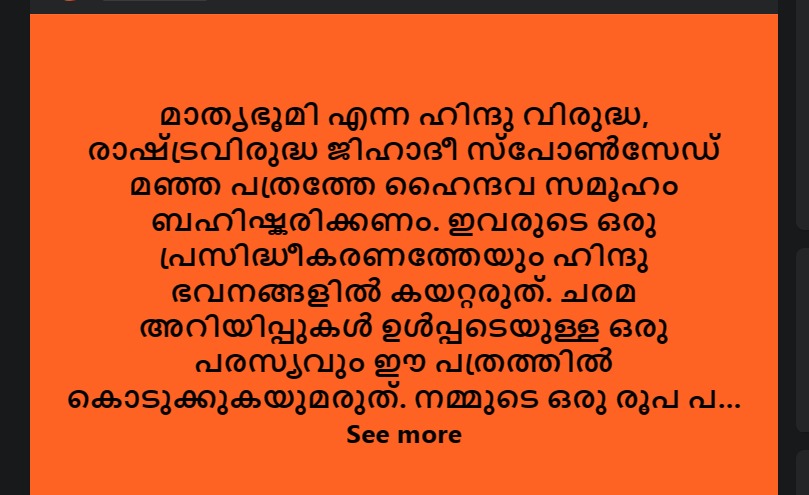 മാതൃഭൂമി എന്ന ഹിന്ദു വിരുദ്ധ,
രാഷ്ട്രവിരുദ്ധ ജിഹാദീ സ്പോൺസേഡ്
മഞ്ഞ പത്രത്തേ ഹൈന്ദവ സമൂഹം
ബഹിഷ്ക്കരിക്കണം. ഇവരുടെ ഒരു
പ്രസിദ്ധീകരണത്തേയും ഹിന്ദു
ഭവനങ്ങളിൽ കയറ്റരുത്. ചരമ
അറിയിപ്പുകൾ ഉൾപ്പടെയുള്ള ഒരു
പരസ്യവും ഈ പത്രത്തിൽ
കൊടുക്കുകയുമരുത്. നമ്മുടെ ഒരു രൂപ പ...
See more